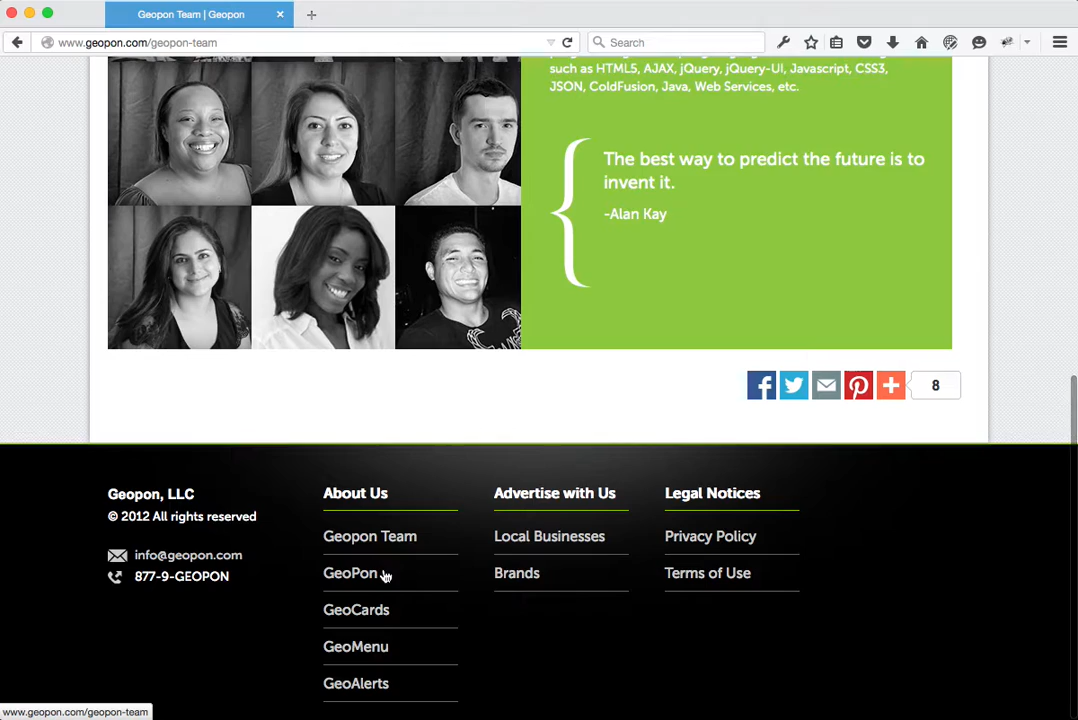 Geopon Team | Geopon
www.geopon.com/geopon-team
Search
such as HTML5, AJAX, jQuery, jQuery-UI, Javascript, CSS3,
JSON, ColdFusion, Java, Web Services, etc.
The best way to predict the future is to
invent it.
-Alan Kay
8
Geopon, LLC
© 2012 All rights reserved
info@geopon.com
877-9-GEOPON
About Us
Geopon Team
GeoPon
GeoCards
GeoMenu
GeoAlerts
Advertise with Us
Local Businesses
Brands
Legal Notices
Privacy Policy
Terms of Use
www.geopon.com/geopon-team